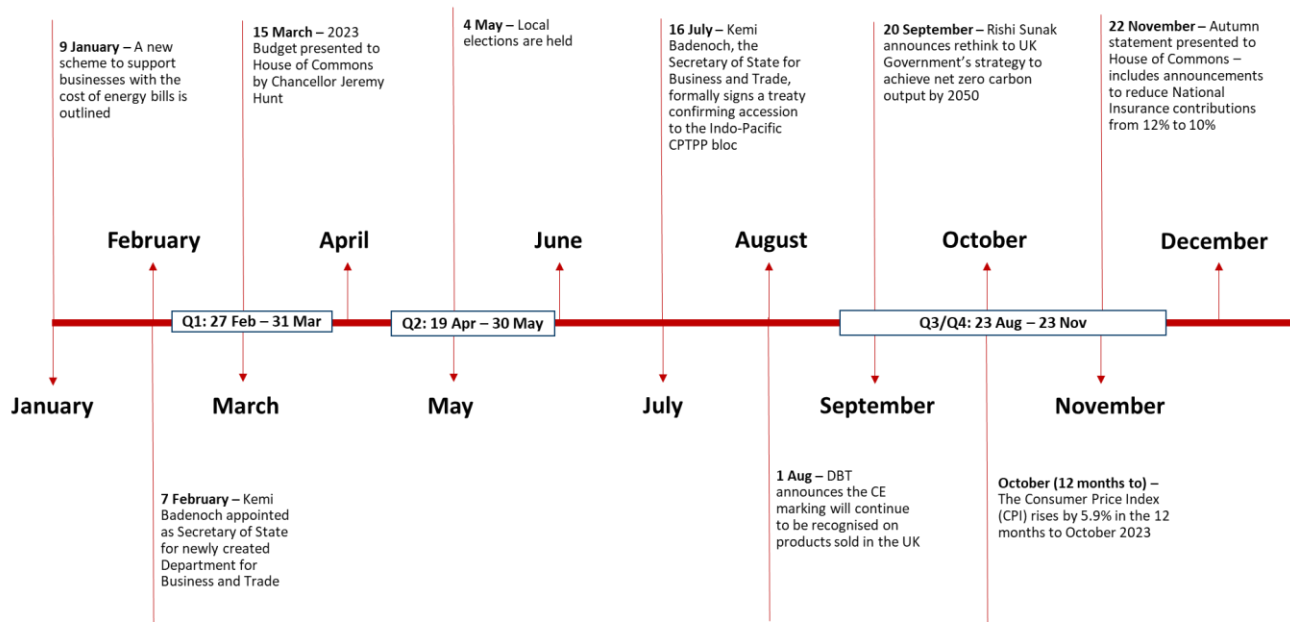 9 January – A new
scheme to support
businesses with the
cost of energy bills is
outlined
15 March – 2023
Budget presented to
House of Commons
by Chancellor Jeremy
Hunt
4 May – Local
elections are held
16 July – Kemi
Badenoch, the
Secretary of State for
Business and Trade,
formally signs a treaty
confirming accession
to the Indo-Pacific
CPTPP bloc
20 September – Rishi Sunak
announces rethink to UK
Government's strategy to
achieve net zero carbon
output by 2050
22 November – Autumn
statement presented to
House of Commons –
includes announcements
to reduce National
Insurance contributions
from 12% to 10%
February
April
June
August
October
December
Q1: 27 Feb – 31 Mar
Q2: 19 Apr – 30 May
Q3/Q4: 23 Aug – 23 Nov
January
March
May
July
September
November
7 February – Kemi
Badenoch appointed
as Secretary of State
for newly created
Department for
Business and Trade
1 Aug – DBT
announces the CE
marking will continue
to be recognised on
products sold in the UK
October (12 months to) –
The Consumer Price Index
(CPI) rises by 5.9% in the 12
months to October 2023